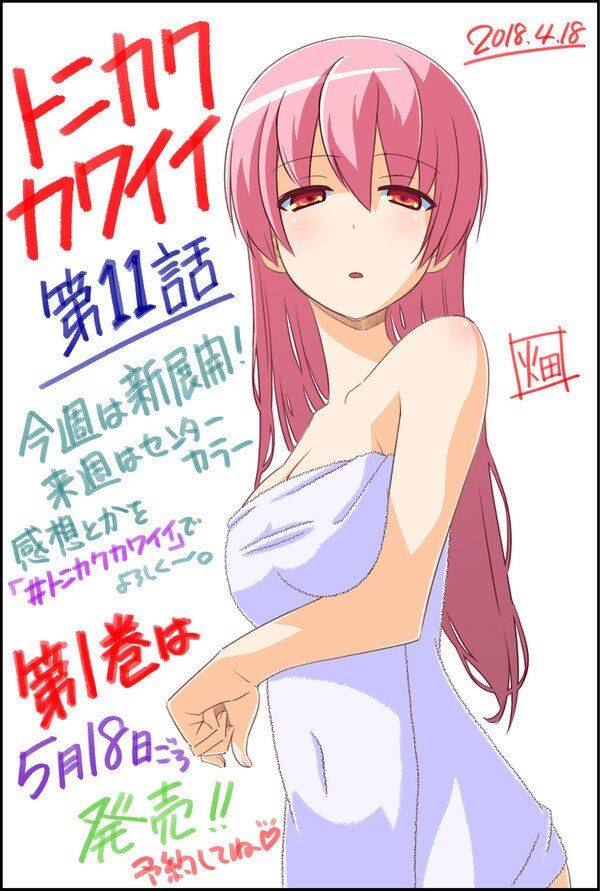 トニカク
カワイイ
第11話
今週は新展開!
来週はセンター
カラー
感想とかを
「#トニカクカワイイ」で
よろしく〜。
第1巻は
5月18日ごろ
発売!!
予約してね♡
2018.4.18
畑